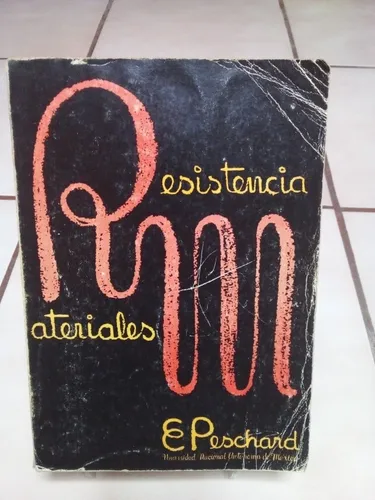 Resistencia
Materiales
E Peschard
Universidad Nacional Autónoma de México